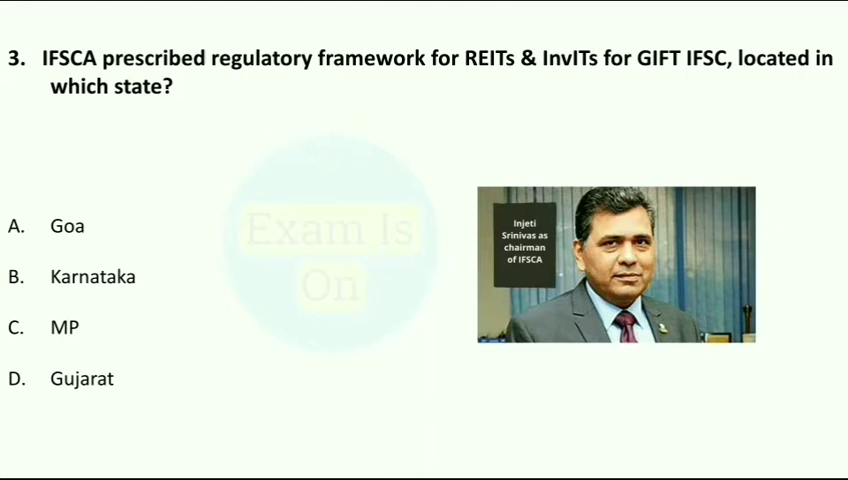 3. IFSCA prescribed regulatory framework for REITs & InvITs for GIFT IFSC, located in
which state?
A. Goa
B. Karnataka
C. MP
D. Gujarat
Exam Is
On
Injeti
Srinivas as
chairman
of IFSCA